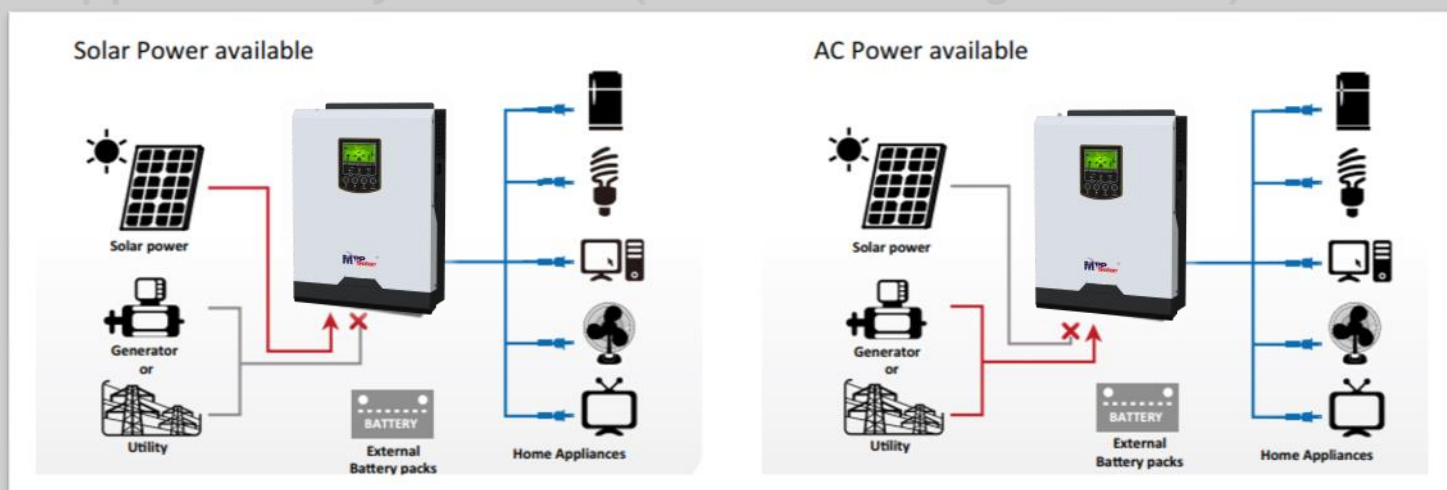 Solar Power available
Solar power
Generator
or
Utility
BATTERY
External
Battery packs
Home Appliances
AC Power available
Solar power
Generator
or
Utility
BATTERY
External
Battery packs
Home Appliances